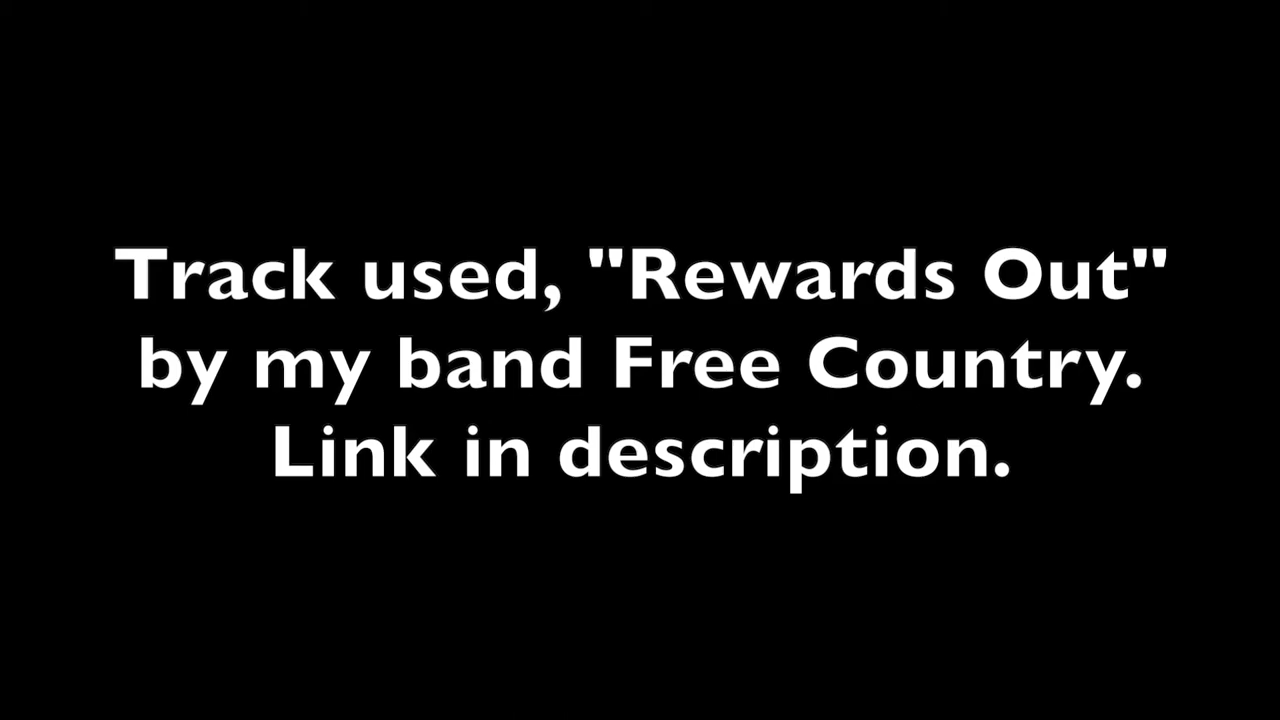 Track used, "Rewards Out"
by my band Free Country.
Link in description.